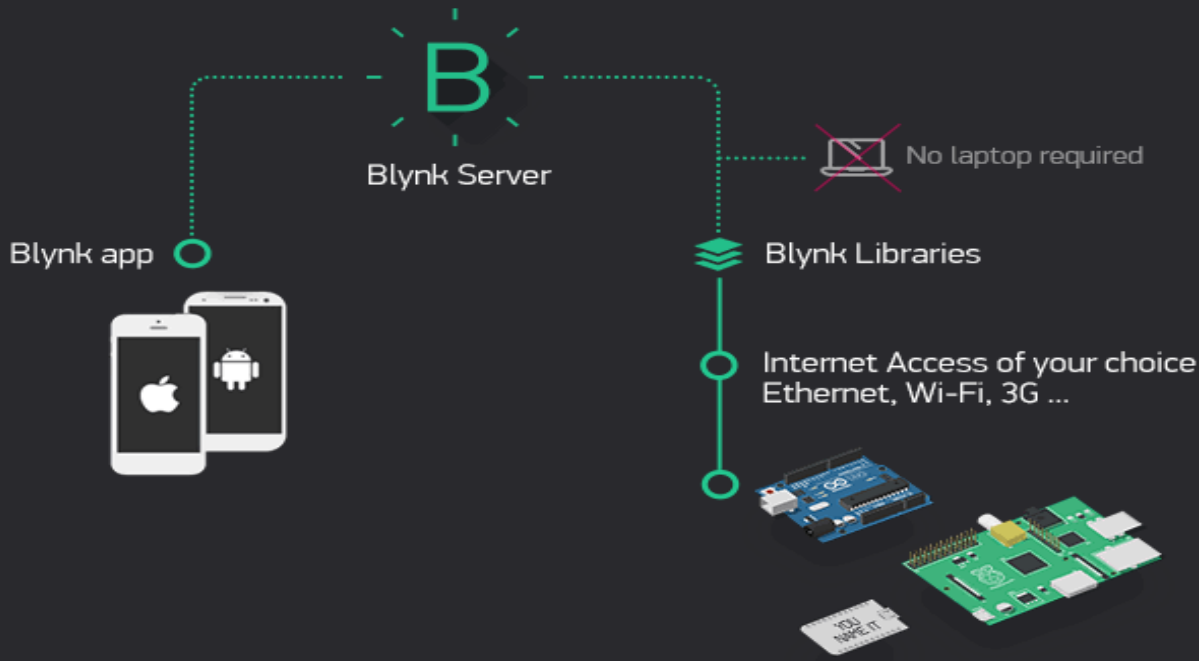 B
Blynk Server
No laptop required
Blynk app
Blynk Libraries
Internet Access of your choice
Ethernet, Wi-Fi, 3G ...
UNO
YOU
NAME IT